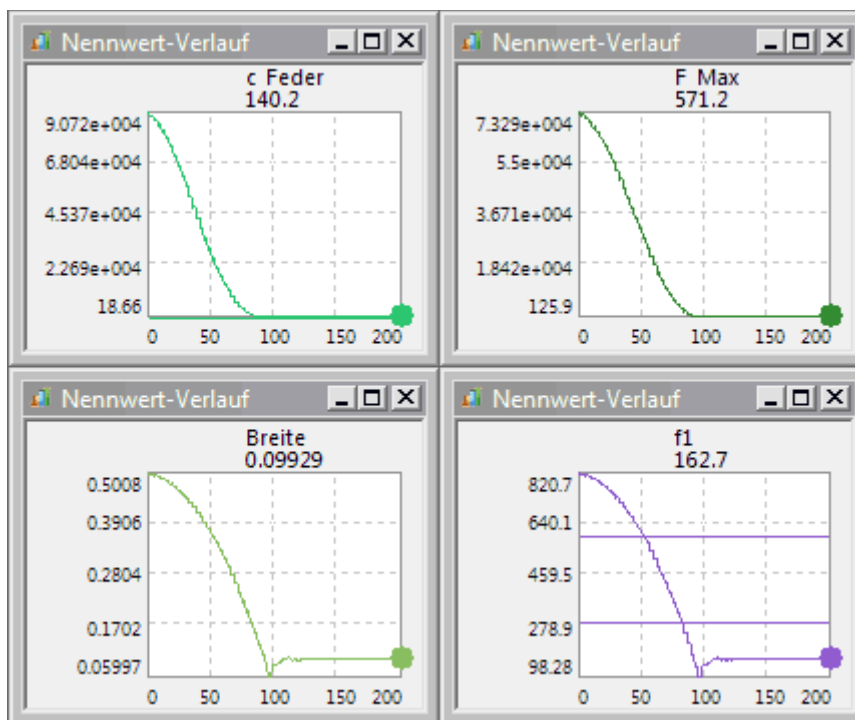 Nennwert-Verlauf
c_Feder
140.2
9.072e+004
6.804e+004
4.537e+004
2.269e+004
18.66
0 50 100 150 200
Nennwert-Verlauf
F_Max
571.2
7.329e+004
5.5e+004
3.671e+004
1.842e+004
125.9
0 50 100 150 200
Nennwert-Verlauf
Breite
0.09929
0.5008
0.3906
0.2804
0.1702
0.05997
0 50 100 150 200
Nennwert-Verlauf
f1
162.7
820.7
640.1
459.5
278.9
98.28
0 50 100 150 200